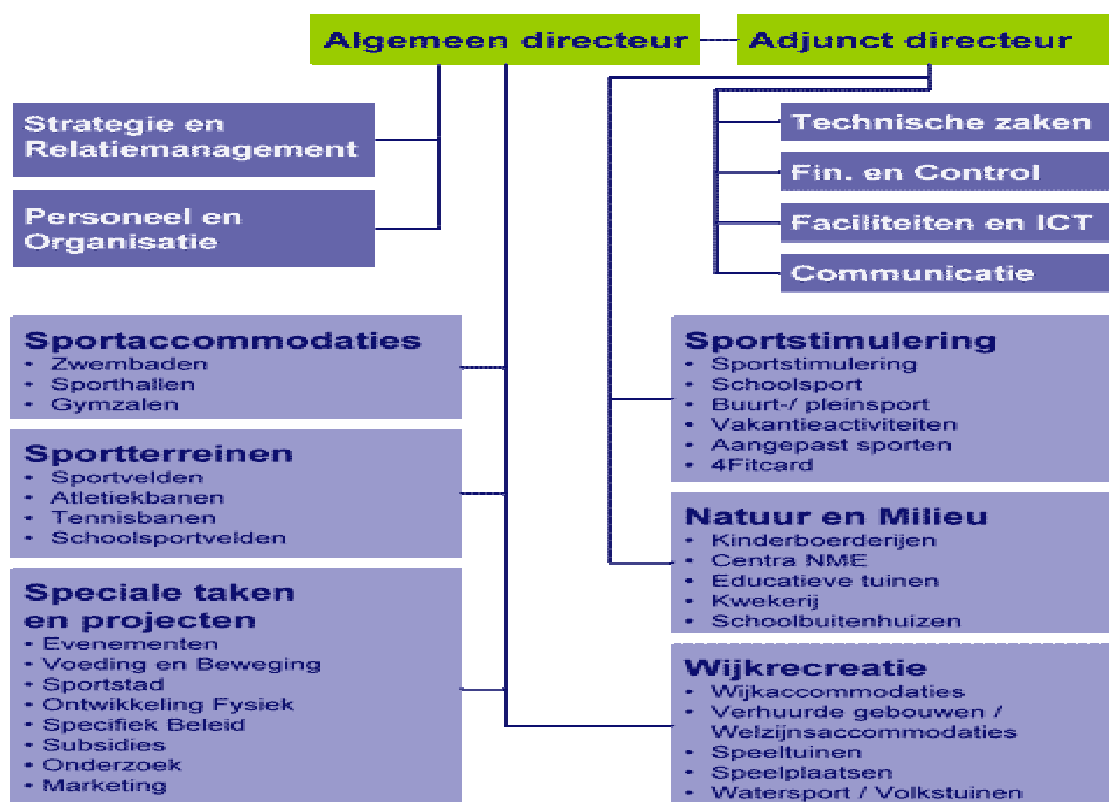 Algemeen directeur
Adjunct directeur
Strategie en
Relatiemanagement
Personeel en
Organisatie
Technische zaken
Fin. en Control
Faciliteiten en ICT
Communicatie
Sportaccommodaties
• Zwembaden
• Sporthallen
• Gymzalen
Sportterreinen
• Sportvelden
• Atletiekbanen
• Tennisbanen
• Schoolsportvelden
Speciale taken
en projecten
• Evenementen
• Voeding en Beweging
• Sportstad
• Ontwikkeling Fysiek
• Specifiek Beleid
• Subsidies
• Onderzoek
• Marketing
Sportstimulering
• Sportstimulering
• Schoolsport
• Buurt-/ pleinsport
• Vakantieactiviteiten
• Aangepast sporten
• 4Fitcard
Natuur en Milieu
• Kinderboerderijen
• Centra NME
• Educatieve tuinen
• Kwekerij
• Schoolbuitenhuizen
Wijkrecreatie
• Wijkaccommodaties
• Verhuurde gebouwen /
Welzijnsaccommodaties
• Speeltuinen
• Speelplaatsen
• Watersport / Volkstuinen